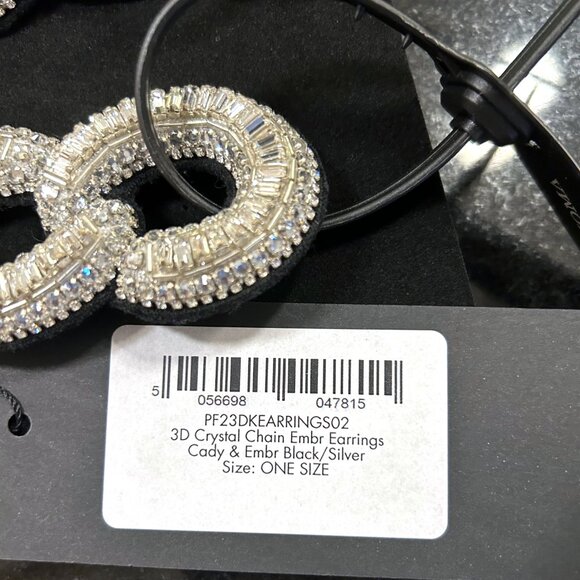 5 056698 047815
PF23DKEARRINGS02
3D Crystal Chain Embr Earrings
Cady & Embr Black/Silver
Size: ONE SIZE